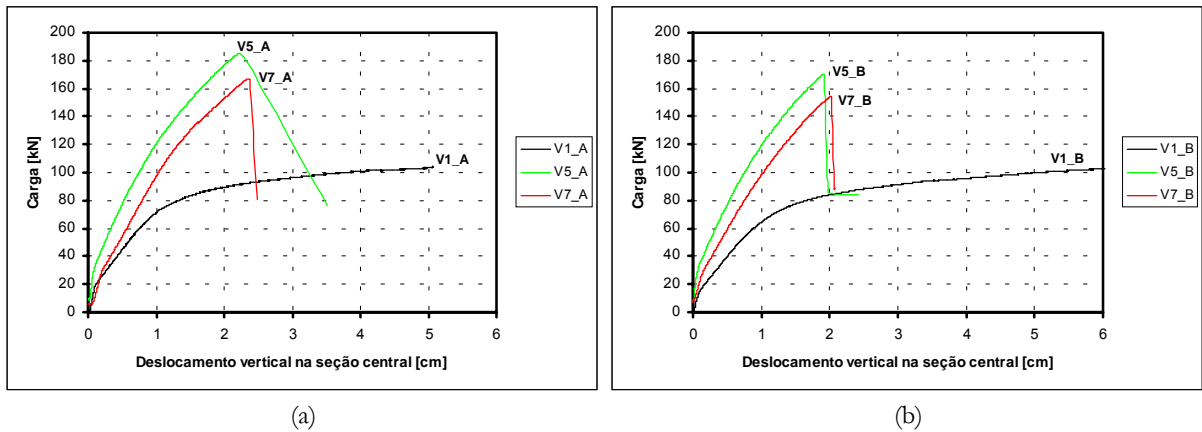 200
180
160
140
120
100
80
60
40
20
0
Carga [kN]
0 1 2 3 4 5 6
Deslocamento vertical na seção central [cm]
V5_A
V7_A
V1_A
V1_A
V5_A
V7_A
(a)
200
180
160
140
120
100
80
60
40
20
0
Carga [kN]
0 1 2 3 4 5 6
Deslocamento vertical na seção central [cm]
V5_B
V7_B
V1_B
V1_B
V5_B
V7_B
(b)